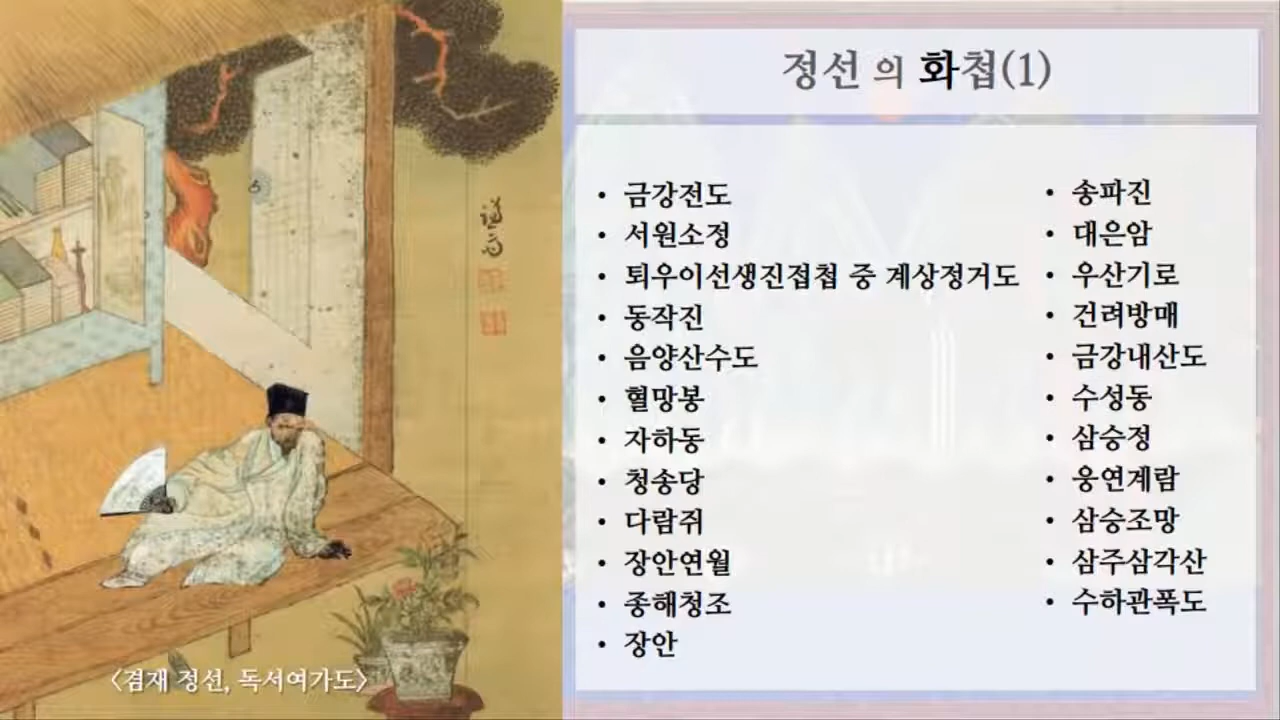 정선 의 화첩(1)
• 금강전도
• 서원소정
• 퇴우이선생진접첩 중 계상정거도
• 동작진
• 음양산수도
• 혈망봉
• 자하동
• 청송당
• 다람쥐
• 장안연월
• 종해청조
• 장안
• 송파진
• 대은암
• 우산기로
• 건려방매
• 금강내산도
• 수성동
• 삼승정
• 웅연계람
• 삼승조망
• 삼주삼각산
• 수하관폭도
謙齋
〈겸재 정선, 독서여가도〉